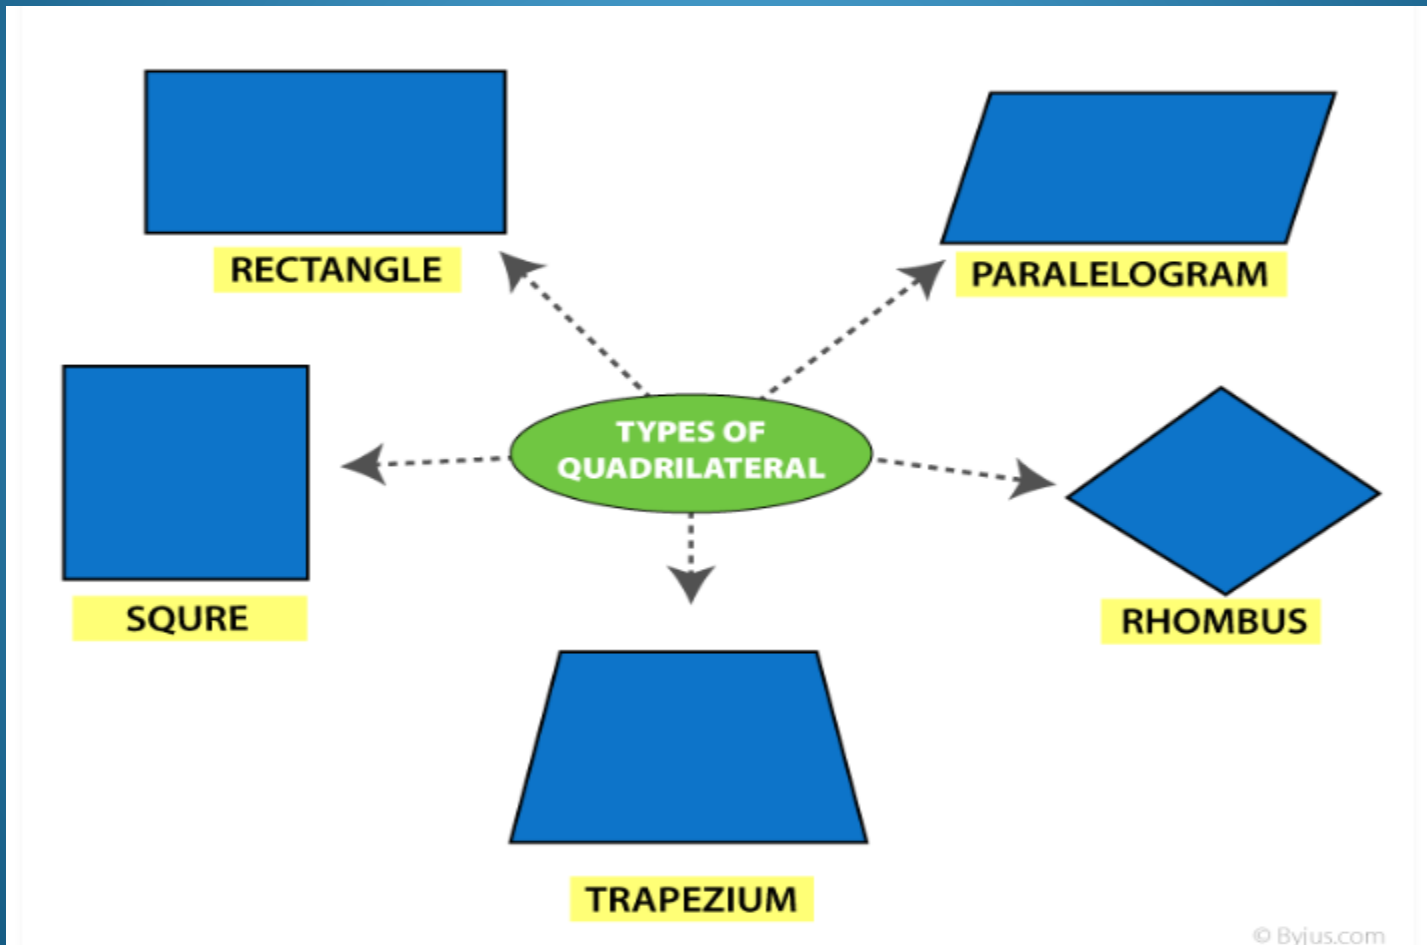 RECTANGLE
PARALELOGRAM
TYPES OF
QUADRILATERAL
SQURE
RHOMBUS
TRAPEZIUM
© Byjus.com